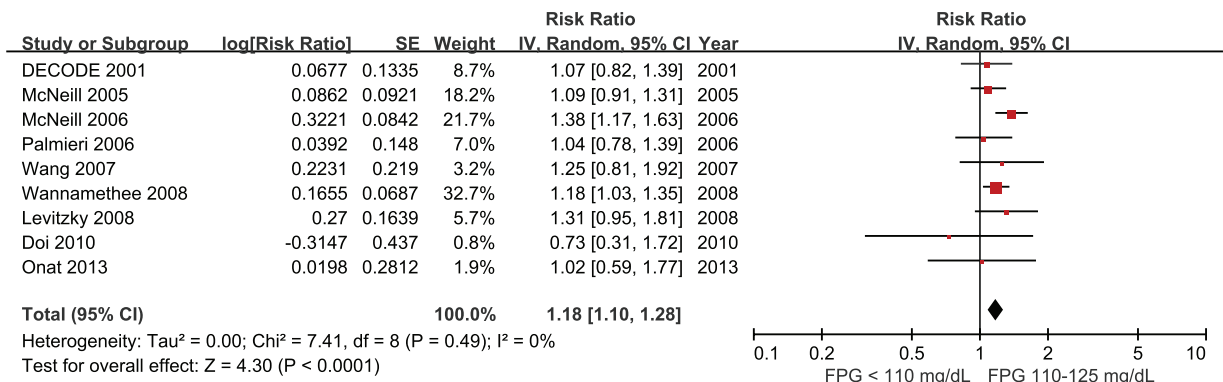 Risk Ratio Risk Ratio
Study or Subgroup log[Risk Ratio] SE Weight IV, Random, 95% CI Year IV, Random, 95% CI
DECODE 2001 0.0677 0.1335 8.7% 1.07 [0.82, 1.39] 2001
McNeill 2005 0.0862 0.0921 18.2% 1.09 [0.91, 1.31] 2005
McNeill 2006 0.3221 0.0842 21.7% 1.38 [1.17, 1.63] 2006
Palmieri 2006 0.0392 0.148 7.0% 1.04 [0.78, 1.39] 2006
Wang 2007 0.2231 0.219 3.2% 1.25 [0.81, 1.92] 2007
Wannamethee 2008 0.1655 0.0687 32.7% 1.18 [1.03, 1.35] 2008
Levitzky 2008 0.27 0.1639 5.7% 1.31 [0.95, 1.81] 2008
Doi 2010 -0.3147 0.437 0.8% 0.73 [0.31, 1.72] 2010
Onat 2013 0.0198 0.2812 1.9% 1.02 [0.59, 1.77] 2013
Total (95% CI) 100.0% 1.18 [1.10, 1.28]
Heterogeneity: Tau² = 0.00; Chi² = 7.41, df = 8 (P = 0.49); I² = 0%
Test for overall effect: Z = 4.30 (P < 0.0001)
0.1 0.2 0.5 1 2 5 10
FPG < 110 mg/dL FPG 110-125 mg/dL